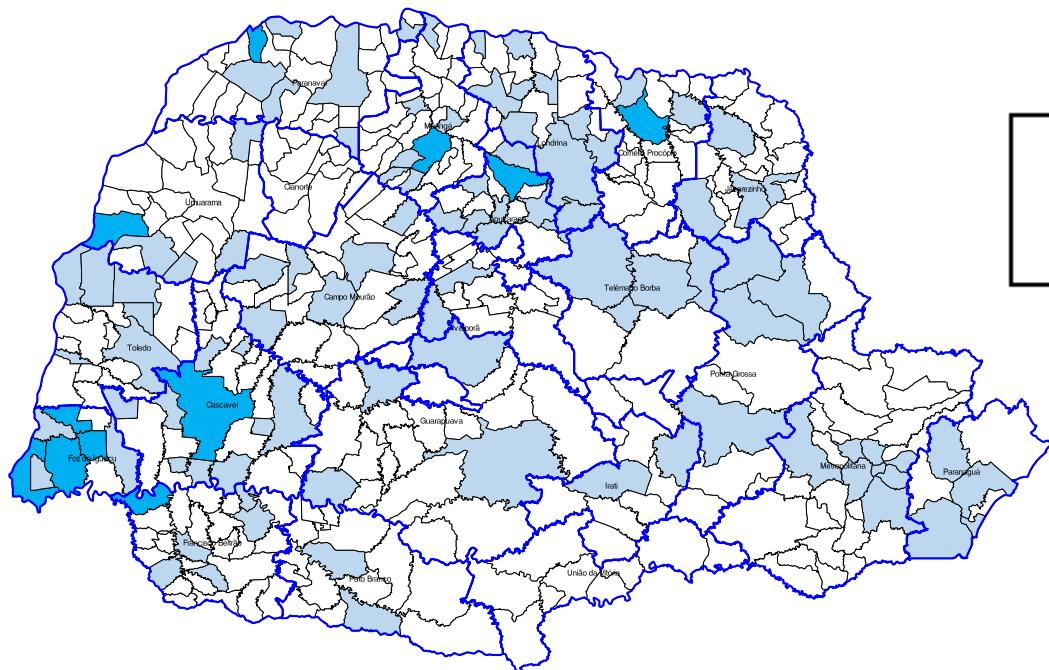 Paranavaí
Maringá
Londrina
Cornélio Procópio
Jacarezinho
Cianorte
Umuarama
Apucarana
Telêmaco Borba
Campo Mourão
Ivaiporã
Toledo
Ponta Grossa
Cascavel
Guarapuava
Foz do Iguaçu
Metropolitana
Paranaguá
Irati
Francisco Beltrão
Pato Branco
União da Vitória